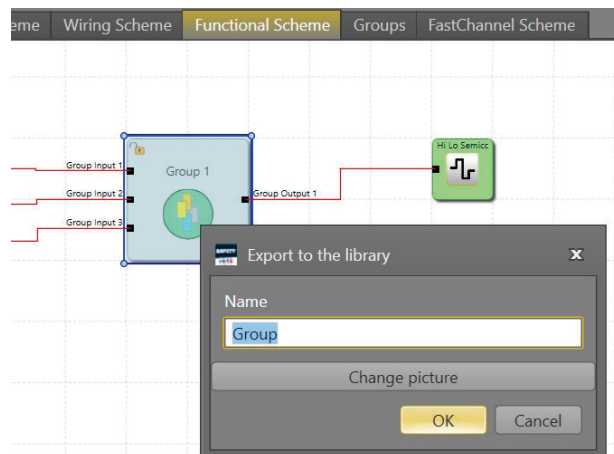 eme Wiring Scheme Functional Scheme Groups FastChannel Scheme
Hi Lo Semicc
Group Input 1
Group 1
Group Input 2
Group Output 1
Group Input 3
Export to the library
x
Name
Group
Change picture
OK Cancel